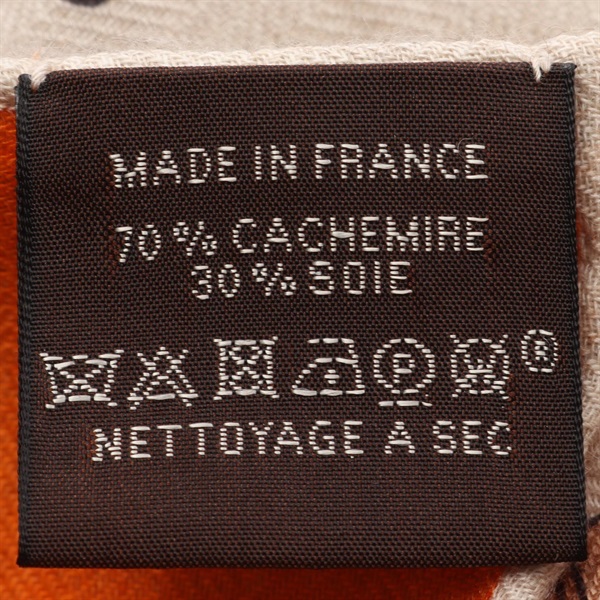 MADE IN FRANCE
70 % CACHEMIRE
30 % SOIE
P W ®
NETTOYAGE A SEC